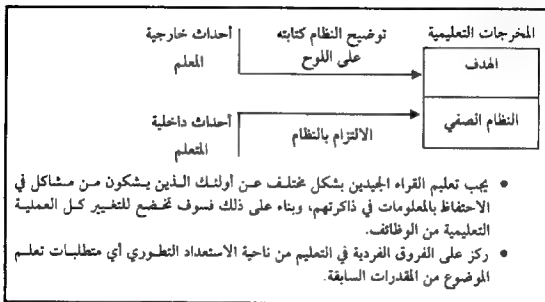 المخرجات التعليمية
توضيح النظام كتابته
على اللوح
أحداث خارجية
المعلم
الهدف
النظام الصفي
الالتزام بالنظام
أحداث داخلية
المتعلم
• يجب تعليم القراء الجيدين بشكل مختلف عن أولئك الذين يشكون من مشاكل في
الاحتفاظ بالمعلومات في ذاكرتهم، وبناء على ذلك فسوف تخضع للتغيير كل العملية
التعليمية من الوظائف.
• ركز على الفروق الفردية في التعليم من ناحية الاستعداد التطوري أي متطلبات تعلم
الموضوع من المقدرات السابقة.